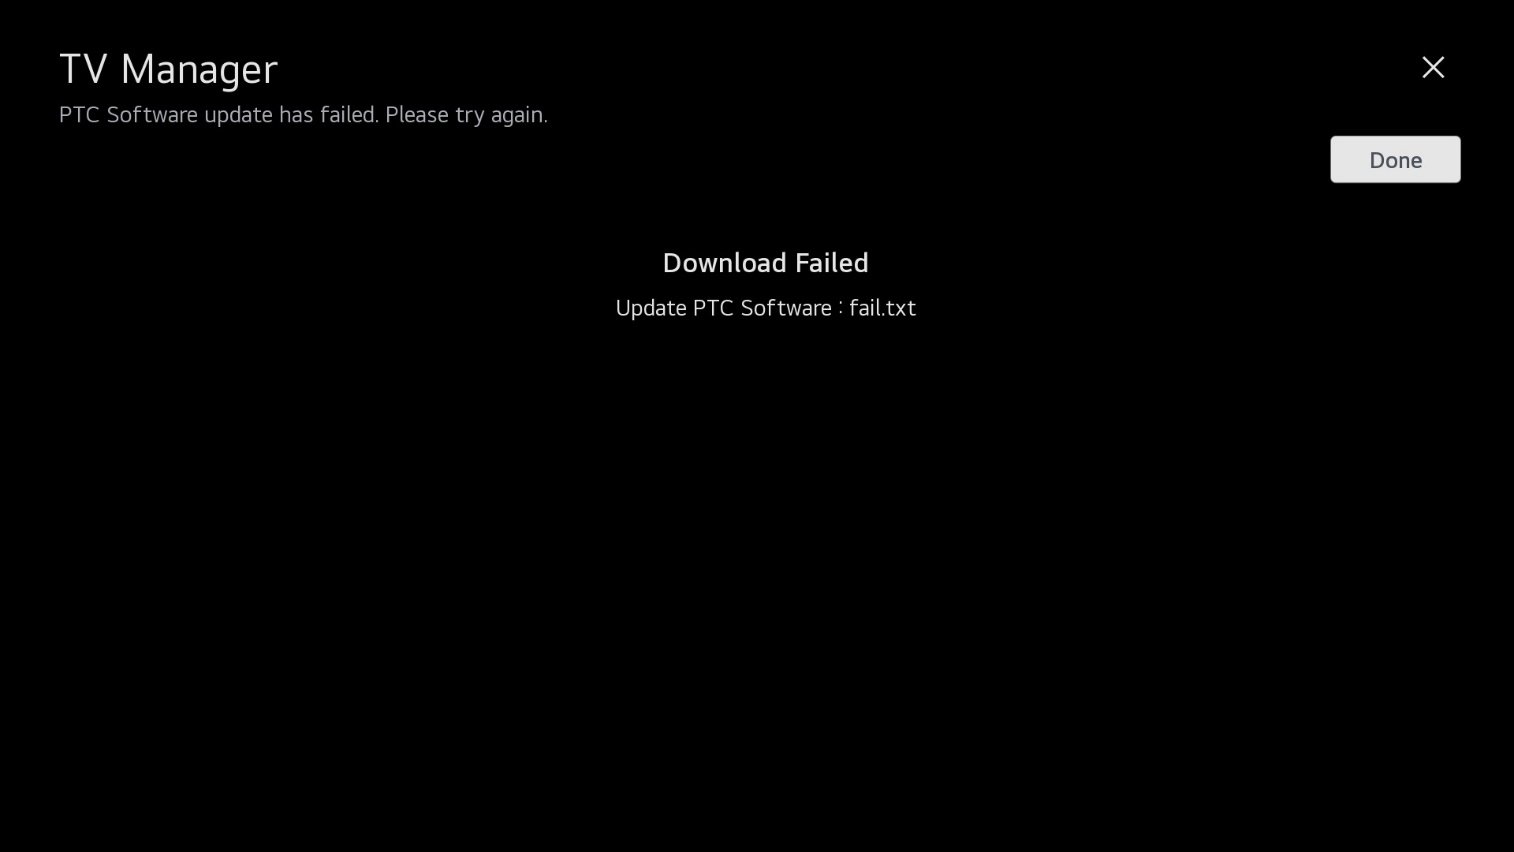 TV Manager
PTC Software update has failed. Please try again.
Done
Download Failed
Update PTC Software : fail.txt